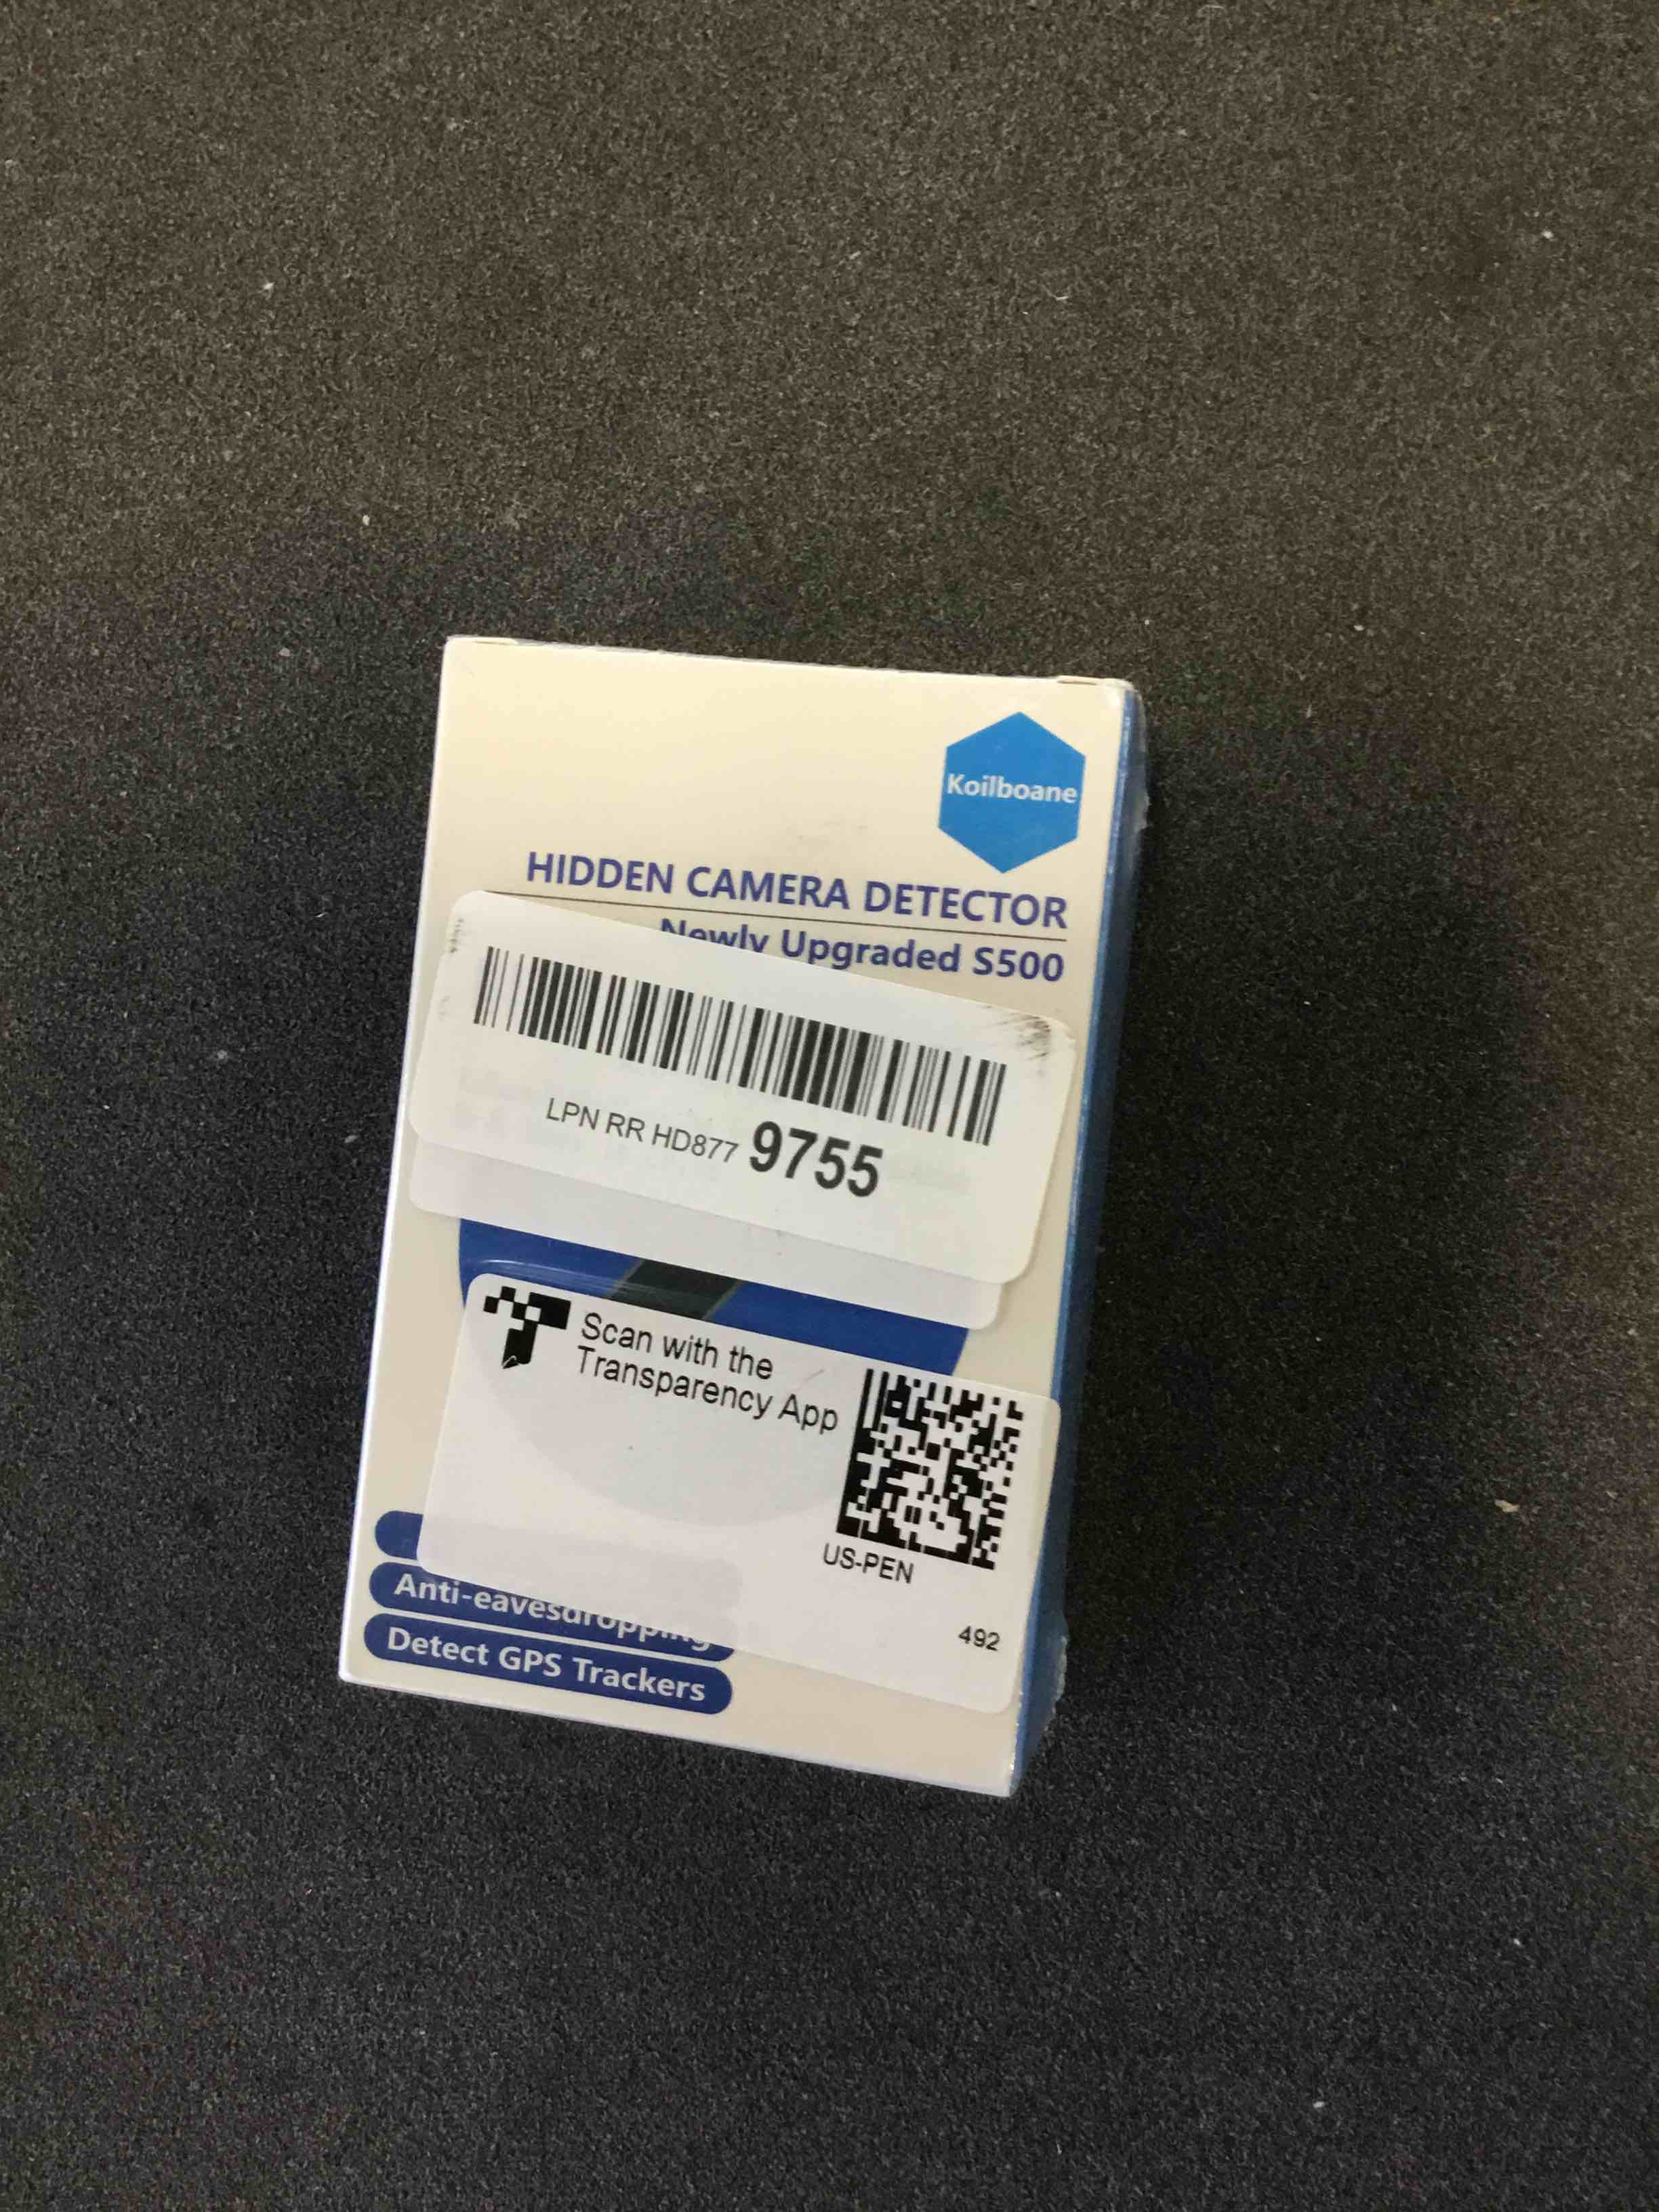 Koilboane
HIDDEN CAMERA DETECTOR
Newly Upgraded S500
LPN RR HD877 9755
Scan with the
Transparency App
US-PEN
492
Anti-eavesdropping
Detect GPS Trackers